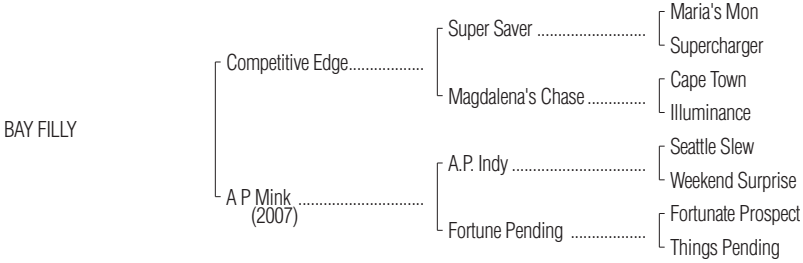 Maria's Mon
Super Saver ..........................
Supercharger
Competitive Edge..................
Cape Town
Magdalena's Chase ..............
Illuminance
BAY FILLY
Seattle Slew
A.P. Indy ................................
Weekend Surprise
A P Mink ..............................
(2007)
Fortunate Prospect
Fortune Pending ..................
Things Pending